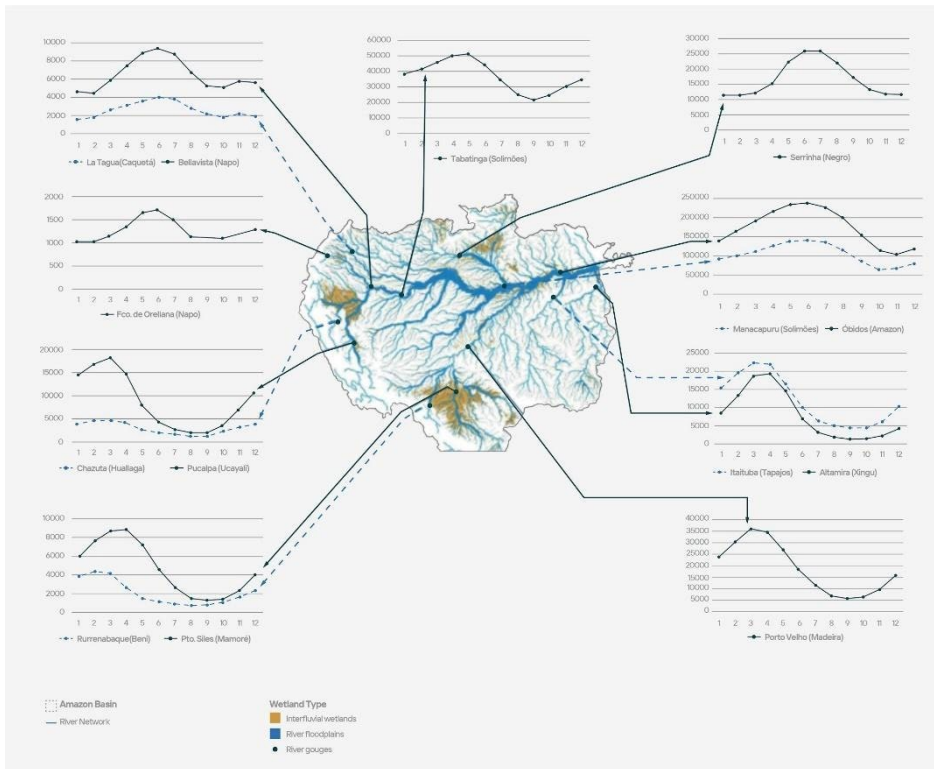 10000
8000
6000
4000
2000
0
1 2 3 4 5 6 7 8 9 10 11 12
La Tagua(Caquetá) Bellavista (Napo)
60000
50000
40000
30000
20000
10000
0
1 2 3 4 5 6 7 8 9 10 11 12
Tabatinga (Solimões)
30000
25000
20000
15000
10000
5000
0
1 2 3 4 5 6 7 8 9 10 11 12
Serrinha (Negro)
2000
1500
1000
500
0
1 2 3 4 5 6 7 8 9 10 11 12
Fco. de Orellana (Napo)
250000
200000
150000
100000
50000
0
1 2 3 4 5 6 7 8 9 10 11 12
Manacapuru (Solimões) Óbidos (Amazon)
20000
15000
10000
5000
0
1 2 3 4 5 6 7 8 9 10 11 12
Chazuta (Huallaga) Pucalpa (Ucayali)
25000
20000
15000
10000
5000
0
1 2 3 4 5 6 7 8 9 10 11 12
Itaituba (Tapajos) Altamira (Xingu)
10000
8000
6000
4000
2000
0
1 2 3 4 5 6 7 8 9 10 11 12
Rurrenabaque(Beni) Pto. Siles (Mamoré)
40000
35000
30000
25000
20000
15000
10000
5000
0
1 2 3 4 5 6 7 8 9 10 11 12
Porto Velho (Madeira)
Amazon Basin
River Network
Wetland Type
Interfluvial wetlands
River floodplains
River gouges